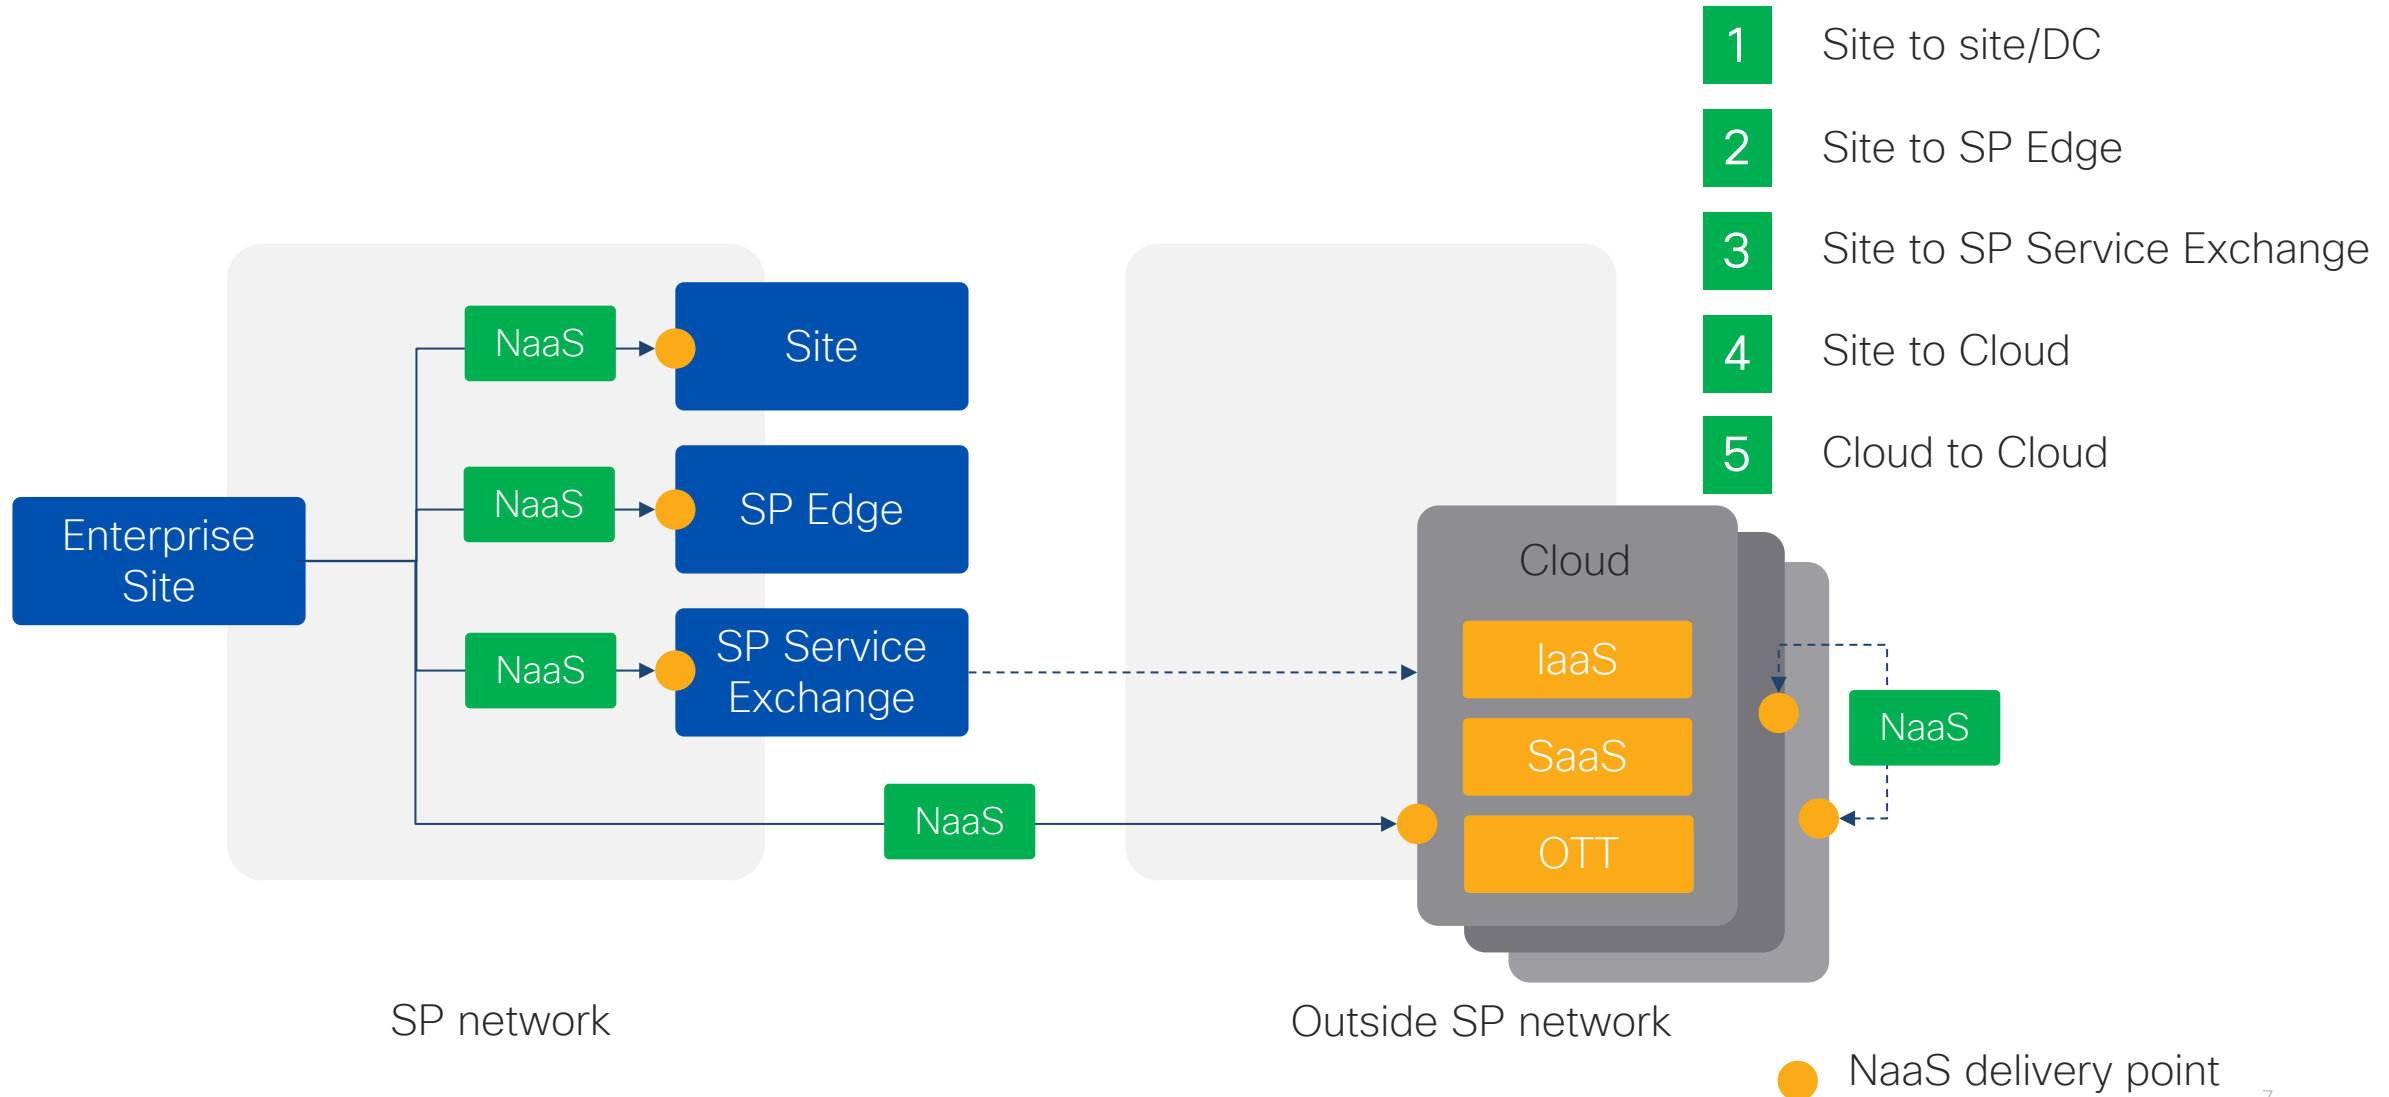 1 Site to site/DC
2 Site to SP Edge
3 Site to SP Service Exchange
4 Site to Cloud
5 Cloud to Cloud
NaaS
Site
NaaS
SP Edge
Enterprise
Site
NaaS
SP Service
Exchange
NaaS
Cloud
IaaS
SaaS
OTT
NaaS
SP network
Outside SP network
NaaS delivery point